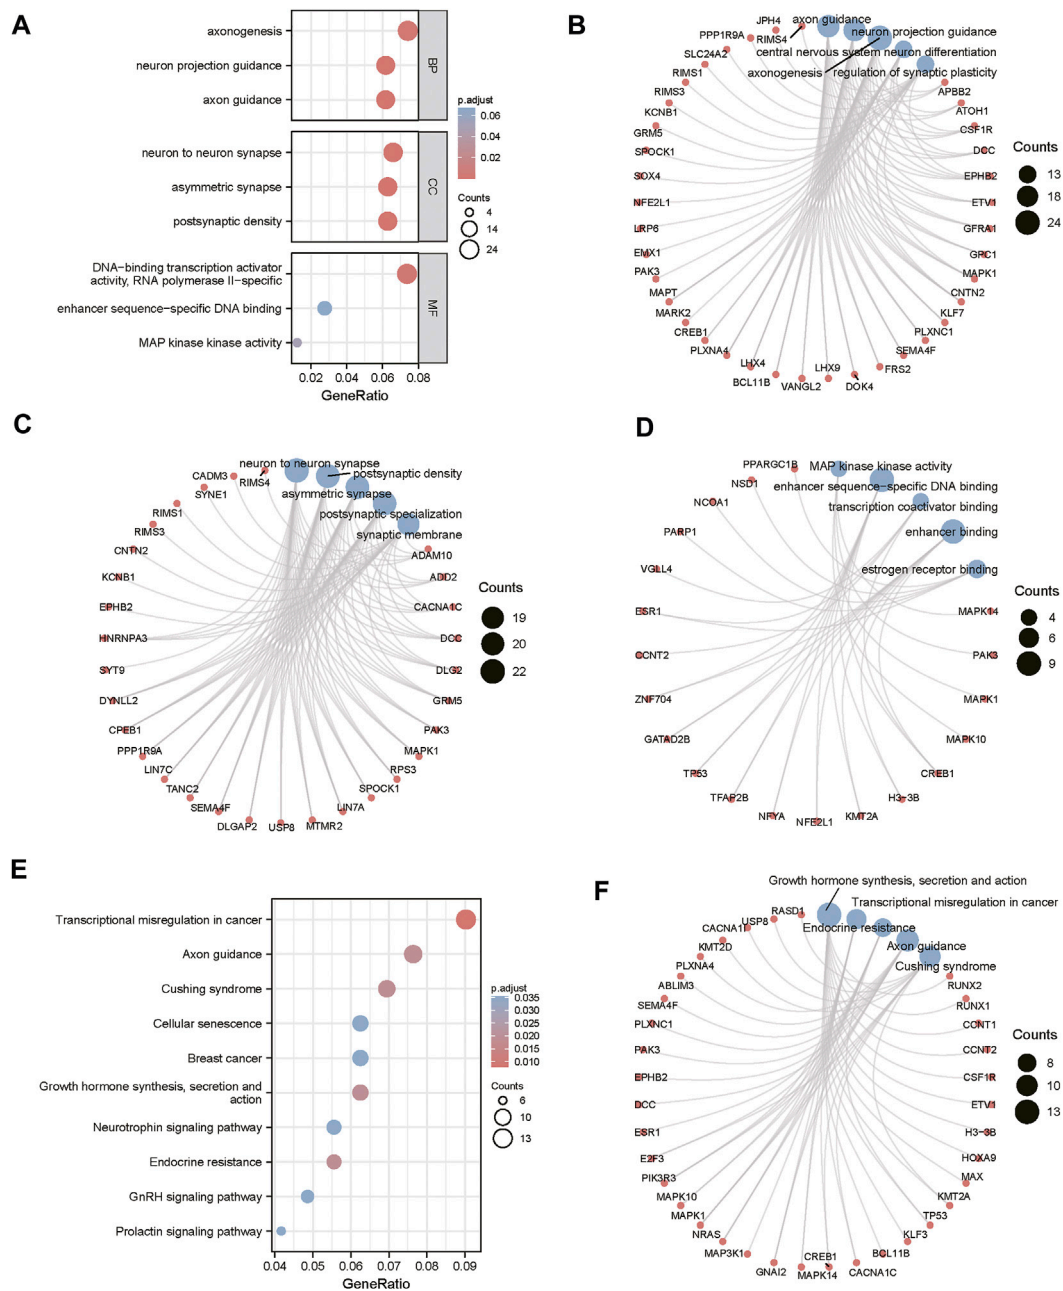 A
axonogenesis
neuron projection guidance
axon guidance
BP
neuron to neuron synapse
asymmetric synapse
postsynaptic density
CC
DNA−binding transcription activator
activity, RNA polymerase II−specific
enhancer sequence−specific DNA binding
MAP kinase kinase activity
MF
0.02 0.04 0.06 0.08
GeneRatio
p.adjust
0.06
0.04
0.02
Counts
4
14
24
B
axon guidance
neuron projection guidance
central nervous system neuron differentiation
axonogenesis
regulation of synaptic plasticity
JPH4
RIMS4
PPP1R9A
SLC24A2
RIMS1
RIMS3
KCNB1
GRM5
SPOCK1
SOX4
NFE2L1
LRP6
EMX1
PAK3
MAPT
MARK2
CREB1
PLXNA4
LHX4
BCL11B
VANGL2
LHX9
DOK4
FRS2
SEMA4F
PLXNC1
KLF7
CNTN2
MAPK1
GPC1
GFRA1
ETV1
EPHB2
DCC
CSF1R
ATOH1
APBB2
Counts
13
18
24
C
neuron to neuron synapse
postsynaptic density
asymmetric synapse
postsynaptic specialization
synaptic membrane
CADM3
RIMS4
SYNE1
RIMS1
RIMS3
CNTN2
KCNB1
EPHB2
HNRNPA3
SYT9
DYNLL2
CPEB1
PPP1R9A
LIN7C
TANC2
SEMA4F
DLGAP2
USP8
MTMR2
LIN7A
SPOCK1
RPS3
MAPK1
PAK3
GRM5
DLG2
DCC
CACNA1C
ADD2
ADAM10
Counts
19
20
22
D
MAP kinase kinase activity
enhancer sequence−specific DNA binding
transcription coactivator binding
enhancer binding
estrogen receptor binding
PPARGC1B
NSD1
NCOA1
PARP1
VGLL4
ESR1
CCNT2
ZNF704
GATAD2B
TP53
TFAP2B
NFYA
NFE2L1
KMT2A
H3−3B
CREB1
MAPK10
MAPK1
PAK3
MAPK14
Counts
4
6
9
E
Transcriptional misregulation in cancer
Axon guidance
Cushing syndrome
Cellular senescence
Breast cancer
Growth hormone synthesis, secretion and
action
Neurotrophin signaling pathway
Endocrine resistance
GnRH signaling pathway
Prolactin signaling pathway
0.04 0.05 0.06 0.07 0.08 0.09
GeneRatio
p.adjust
0.035
0.030
0.025
0.020
0.015
0.010
Counts
6
10
13
F
Growth hormone synthesis, secretion and action
Transcriptional misregulation in cancer
Endocrine resistance
Axon guidance
Cushing syndrome
RASD1
USP8
CACNA1I
KMT2D
PLXNA4
ABLIM3
SEMA4F
PLXNC1
PAK3
EPHB2
DCC
ESR1
E2F3
PIK3R3
MAPK10
MAPK1
NRAS
MAP3K1
GNAI2
CREB1
MAPK14
CACNA1C
BCL11B
KLF3
TP53
KMT2A
MAX
HOXA9
H3−3B
ETV1
CSF1R
CCNT2
CCNT1
RUNX1
RUNX2
Counts
8
10
13